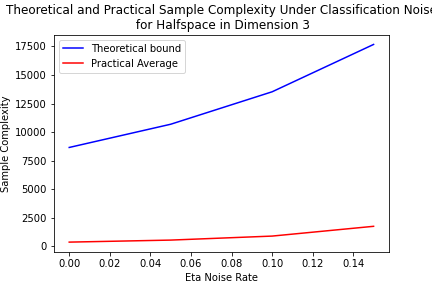 Theoretical and Practical Sample Complexity Under Classification Noise
for Halfspace in Dimension 3
Theoretical bound
Practical Average
Sample Complexity
17500
15000
12500
10000
7500
5000
2500
0
0.00 0.02 0.04 0.06 0.08 0.10 0.12 0.14
Eta Noise Rate